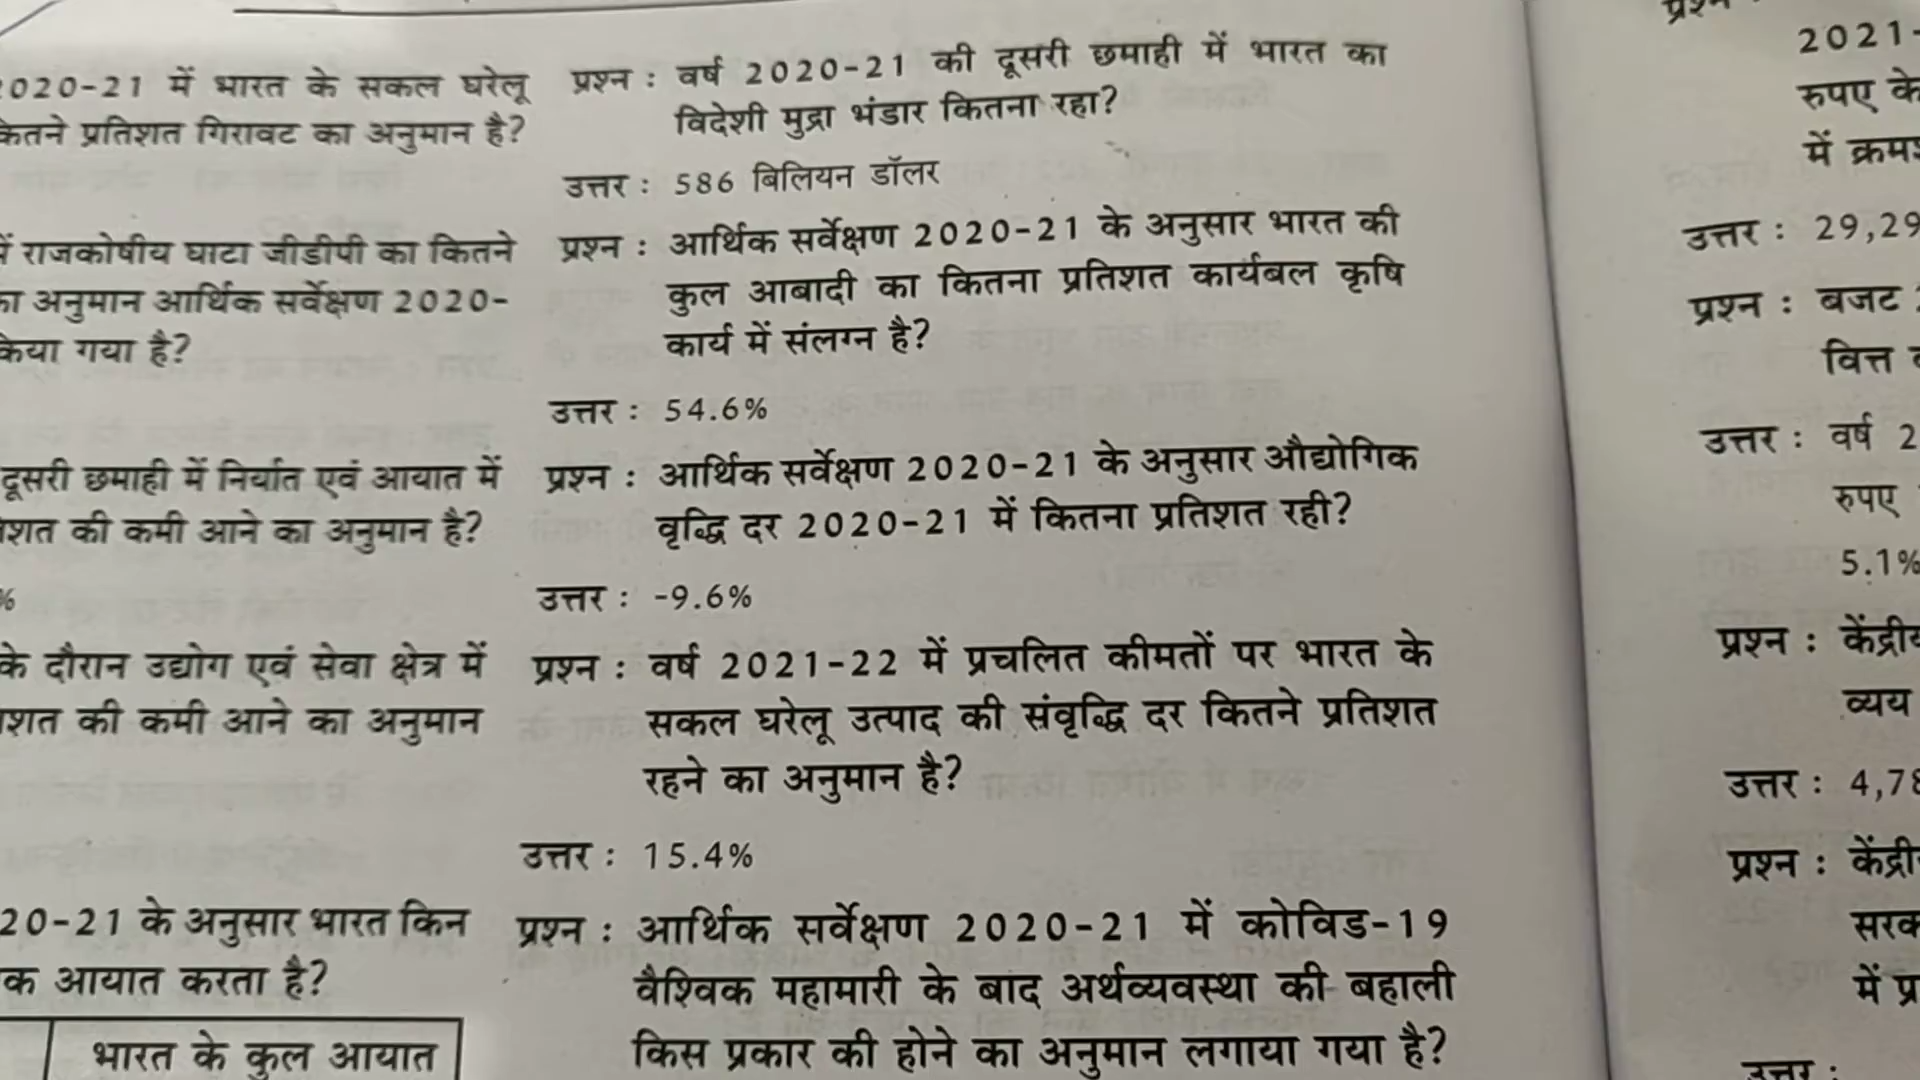 2020-21 में भारत के सकल घरेलू
कितने प्रतिशत गिरावट का अनुमान है?
में राजकोषीय घाटा जीडीपी का कितने
का अनुमान आर्थिक सर्वेक्षण 2020-
किया गया है?
दूसरी छमाही में निर्यात एवं आयात में
की कमी आने का अनुमान है?
%
के दौरान उद्योग एवं सेवा क्षेत्र में
की कमी आने का अनुमान
20-21 के अनुसार भारत किन
आयात करता है?
भारत के कुल आयात
प्रश्न : वर्ष 2020-21 की दूसरी छमाही में भारत का
विदेशी मुद्रा भंडार कितना रहा?
उत्तर : 586 बिलियन डॉलर
प्रश्न : आर्थिक सर्वेक्षण 2020-21 के अनुसार भारत की
कुल आबादी का कितना प्रतिशत कार्यबल कृषि
कार्य में संलग्न है?
उत्तर : 54.6%
प्रश्न : आर्थिक सर्वेक्षण 2020-21 के अनुसार औद्योगिक
वृद्धि दर 2020-21 में कितना प्रतिशत रही?
उत्तर : -9.6%
प्रश्न : वर्ष 2021-22 में प्रचलित कीमतों पर भारत के
सकल घरेलू उत्पाद की संवृद्धि दर कितने प्रतिशत
रहने का अनुमान है?
उत्तर : 15.4%
प्रश्न : आर्थिक सर्वेक्षण 2020-21 में कोविड-19
वैश्विक महामारी के बाद अर्थव्यवस्था की बहाली
किस प्रकार की होने का अनुमान लगाया गया है?
प्रश्न
2021-
रुपए के
में
उत्तर : 29,29
प्रश्न : बजट
वित्त
उत्तर : वर्ष 2
रुपए
5.1%
प्रश्न :
व्यय
उत्तर : 4,78
प्रश्न :
में
उत्तर :